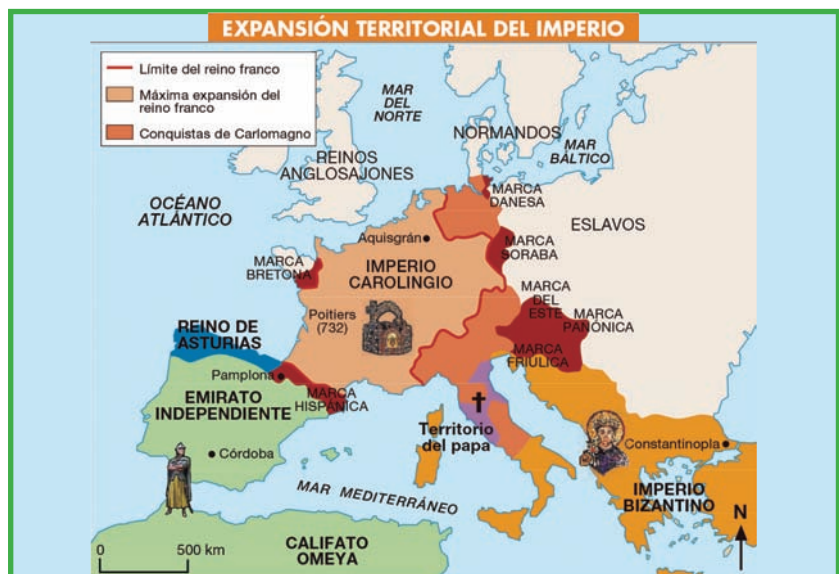 EXPANSIÓN TERRITORIAL DEL IMPERIO
Límite del reino franco
Máxima expansión del
reino franco
Conquistas de Carlomagno
MAR
DEL
NORTE
NORMANDOS
MAR
BÁLTICO
REINOS
ANGLOSAJONES
OCÉANO
ATLÁNTICO
MARCA
DANESA
ESLAVOS
Aquisgrán
MARCA
SORABA
MARCA
BRETONA
IMPERIO
CAROLINGIO
MARCA
DEL
ESTE
MARCA
PANÓNICA
Poitiers
(732)
REINO DE
ASTURIAS
MARCA
FRIÚLICA
Pamplona
MARCA
HISPÁNICA
EMIRATO
INDEPENDIENTE
Territorio
del papa
Constantinopla
Córdoba
MAR MEDITERRÁNEO
IMPERIO
BIZANTINO
N
CALIFATO
OMEYA
0 500 km